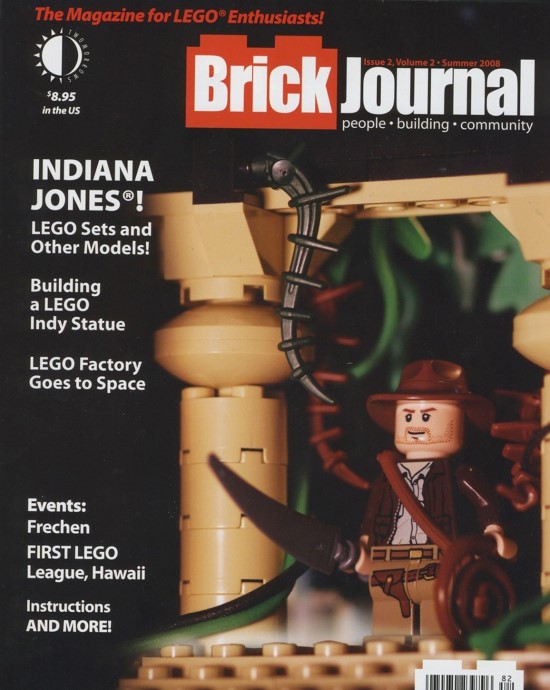 The Magazine for LEGO® Enthusiasts!
TWOMORROWS
$8.95
in the US
Issue 2, Volume 2 • Summer 2008
BrickJournal
people • building • community
INDIANA
JONES®!
LEGO Sets and
Other Models!
Building
a LEGO
Indy Statue
LEGO Factory
Goes to Space
Events:
Frechen
FIRST LEGO
League, Hawaii
Instructions
AND MORE!
82